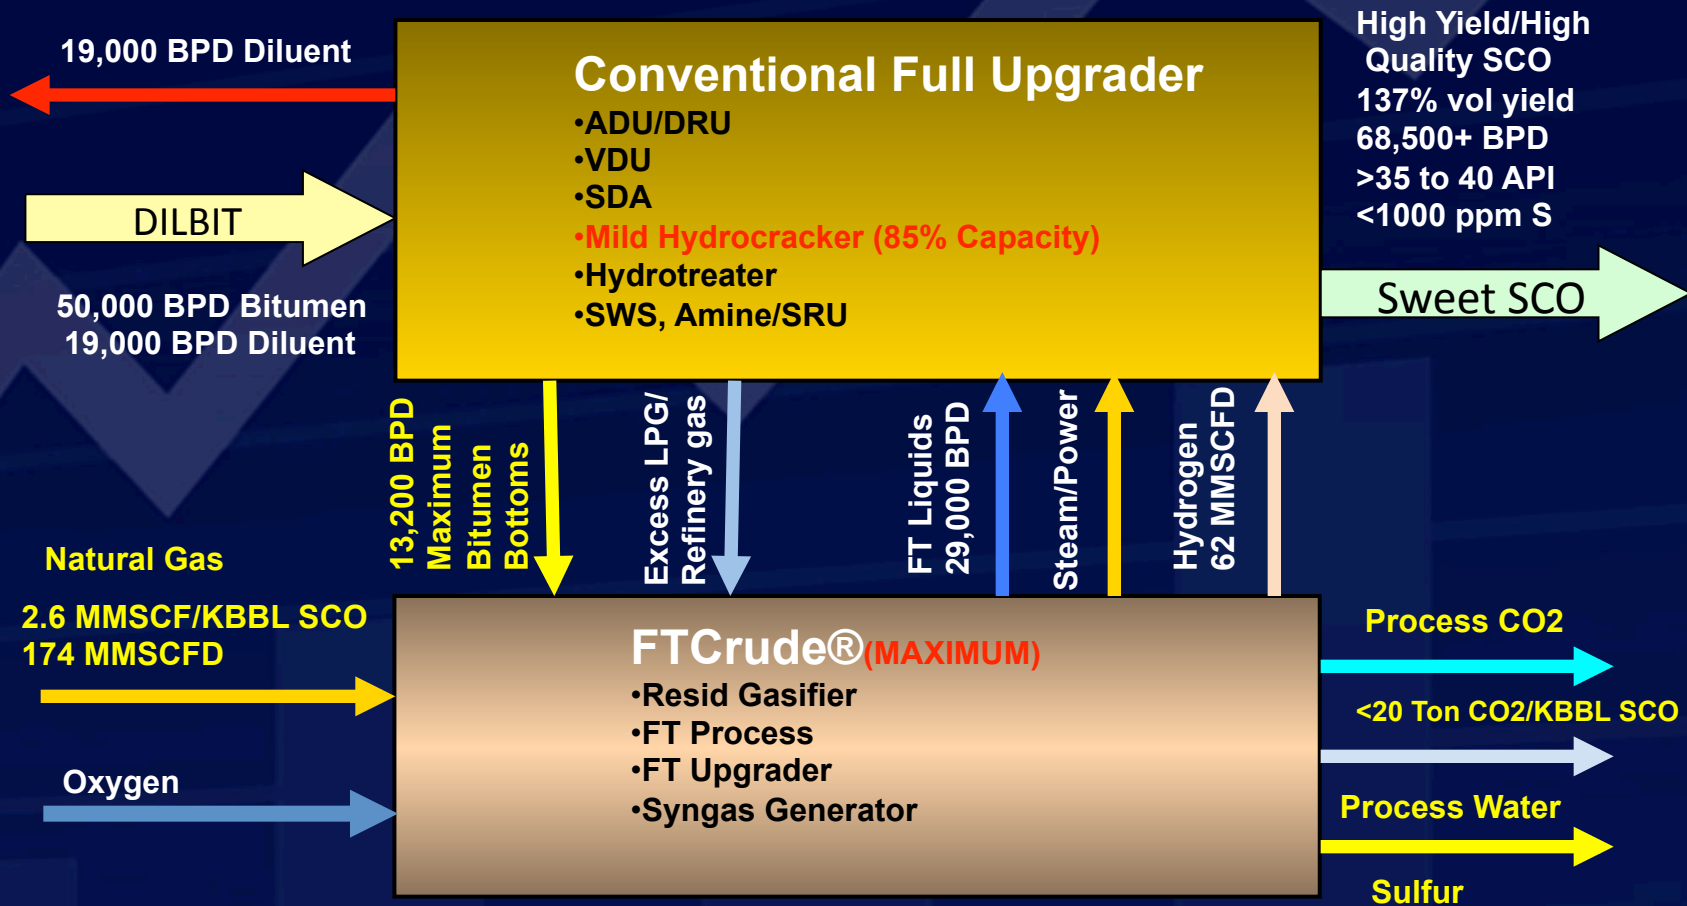 19,000 BPD Diluent
DILBIT
50,000 BPD Bitumen
19,000 BPD Diluent
Conventional Full Upgrader
•ADU/DRU
•VDU
•SDA
•Mild Hydrocracker (85% Capacity)
•Hydrotreater
•SWS, Amine/SRU
High Yield/High
Quality SCO
137% vol yield
68,500+ BPD
>35 to 40 API
<1000 ppm S
Sweet SCO
13,200 BPD
Maximum
Bitumen
Bottoms
Excess LPG/
Refinery gas
FT Liquids
29,000 BPD
Steam/Power
Hydrogen
62 MMSCFD
Natural Gas
2.6 MMSCF/KBBL SCO
174 MMSCFD
Oxygen
FTCrude®(MAXIMUM)
•Resid Gasifier
•FT Process
•FT Upgrader
•Syngas Generator
Process CO2
<20 Ton CO2/KBBL SCO
Process Water
Sulfur